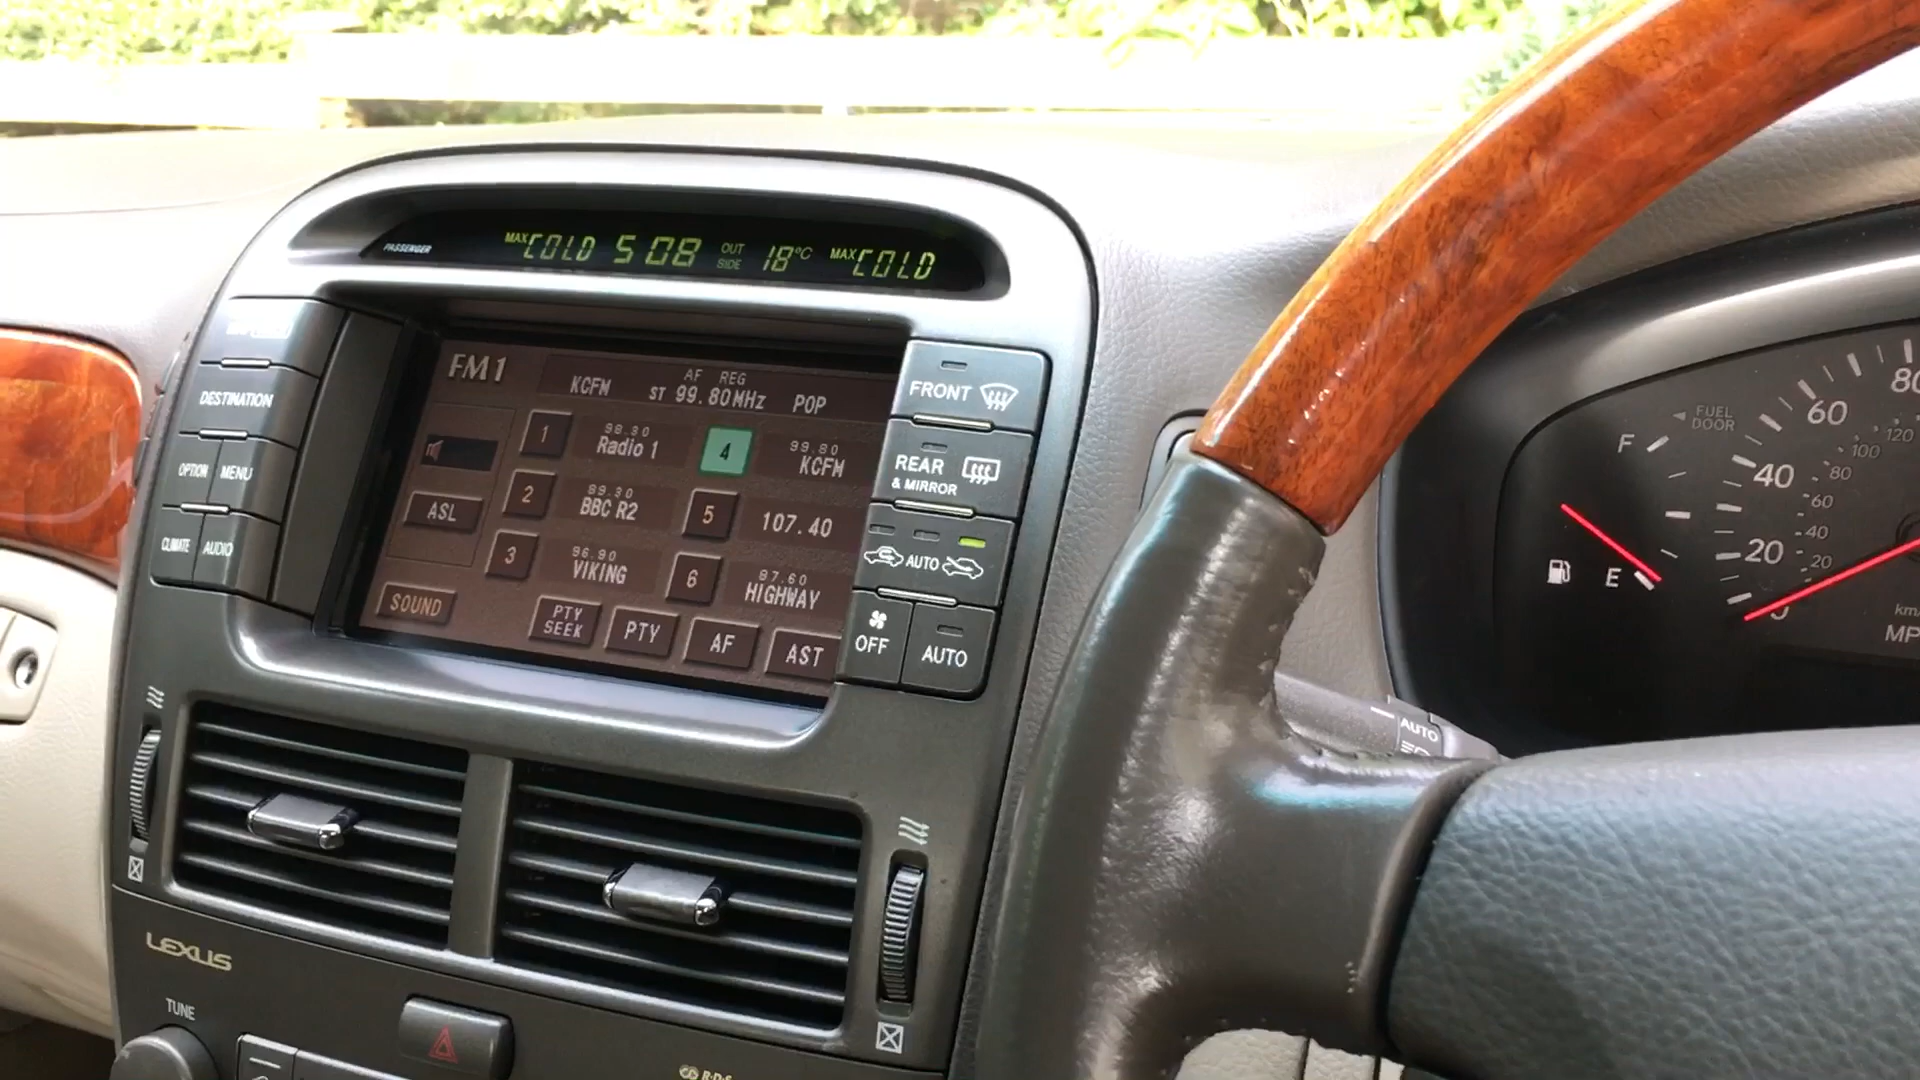 PASSENGER MAX COLD 5 08 OUT SIDE 18°C MAX COLD
DESTINATION
OPTION MENU
CLIMATE AUDIO
FM1
AF REG
KCFM ST 99.80MHz POP
1 98.30 Radio 1
2 89.30 BBC R2
3 96.90 VIKING
4 99.80 KCFM
5 107.40
6 97.60 HIGHWAY
ASL
SOUND
PTY SEEK
PTY
AF
AST
FRONT
REAR
& MIRROR
AUTO
OFF
AUTO
LEXUS
TUNE
R·D·S
AUTO
FUEL
DOOR
F
E
80
60
40
20
0
120
100
80
60
40
20